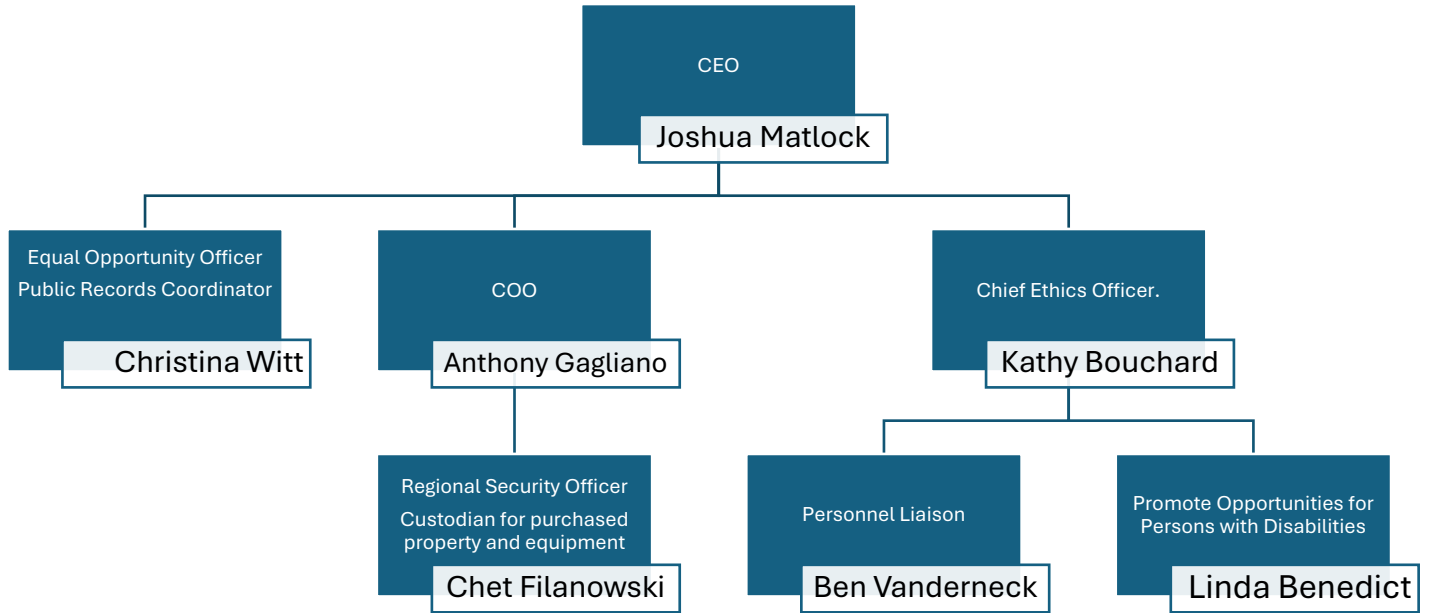 CEO
Joshua Matlock
Equal Opportunity Officer
Public Records Coordinator
Christina Witt
COO
Anthony Gagliano
Chief Ethics Officer.
Kathy Bouchard
Regional Security Officer
Custodian for purchased
property and equipment
Chet Filanowski
Personnel Liaison
Ben Vanderneck
Promote Opportunities for
Persons with Disabilities
Linda Benedict